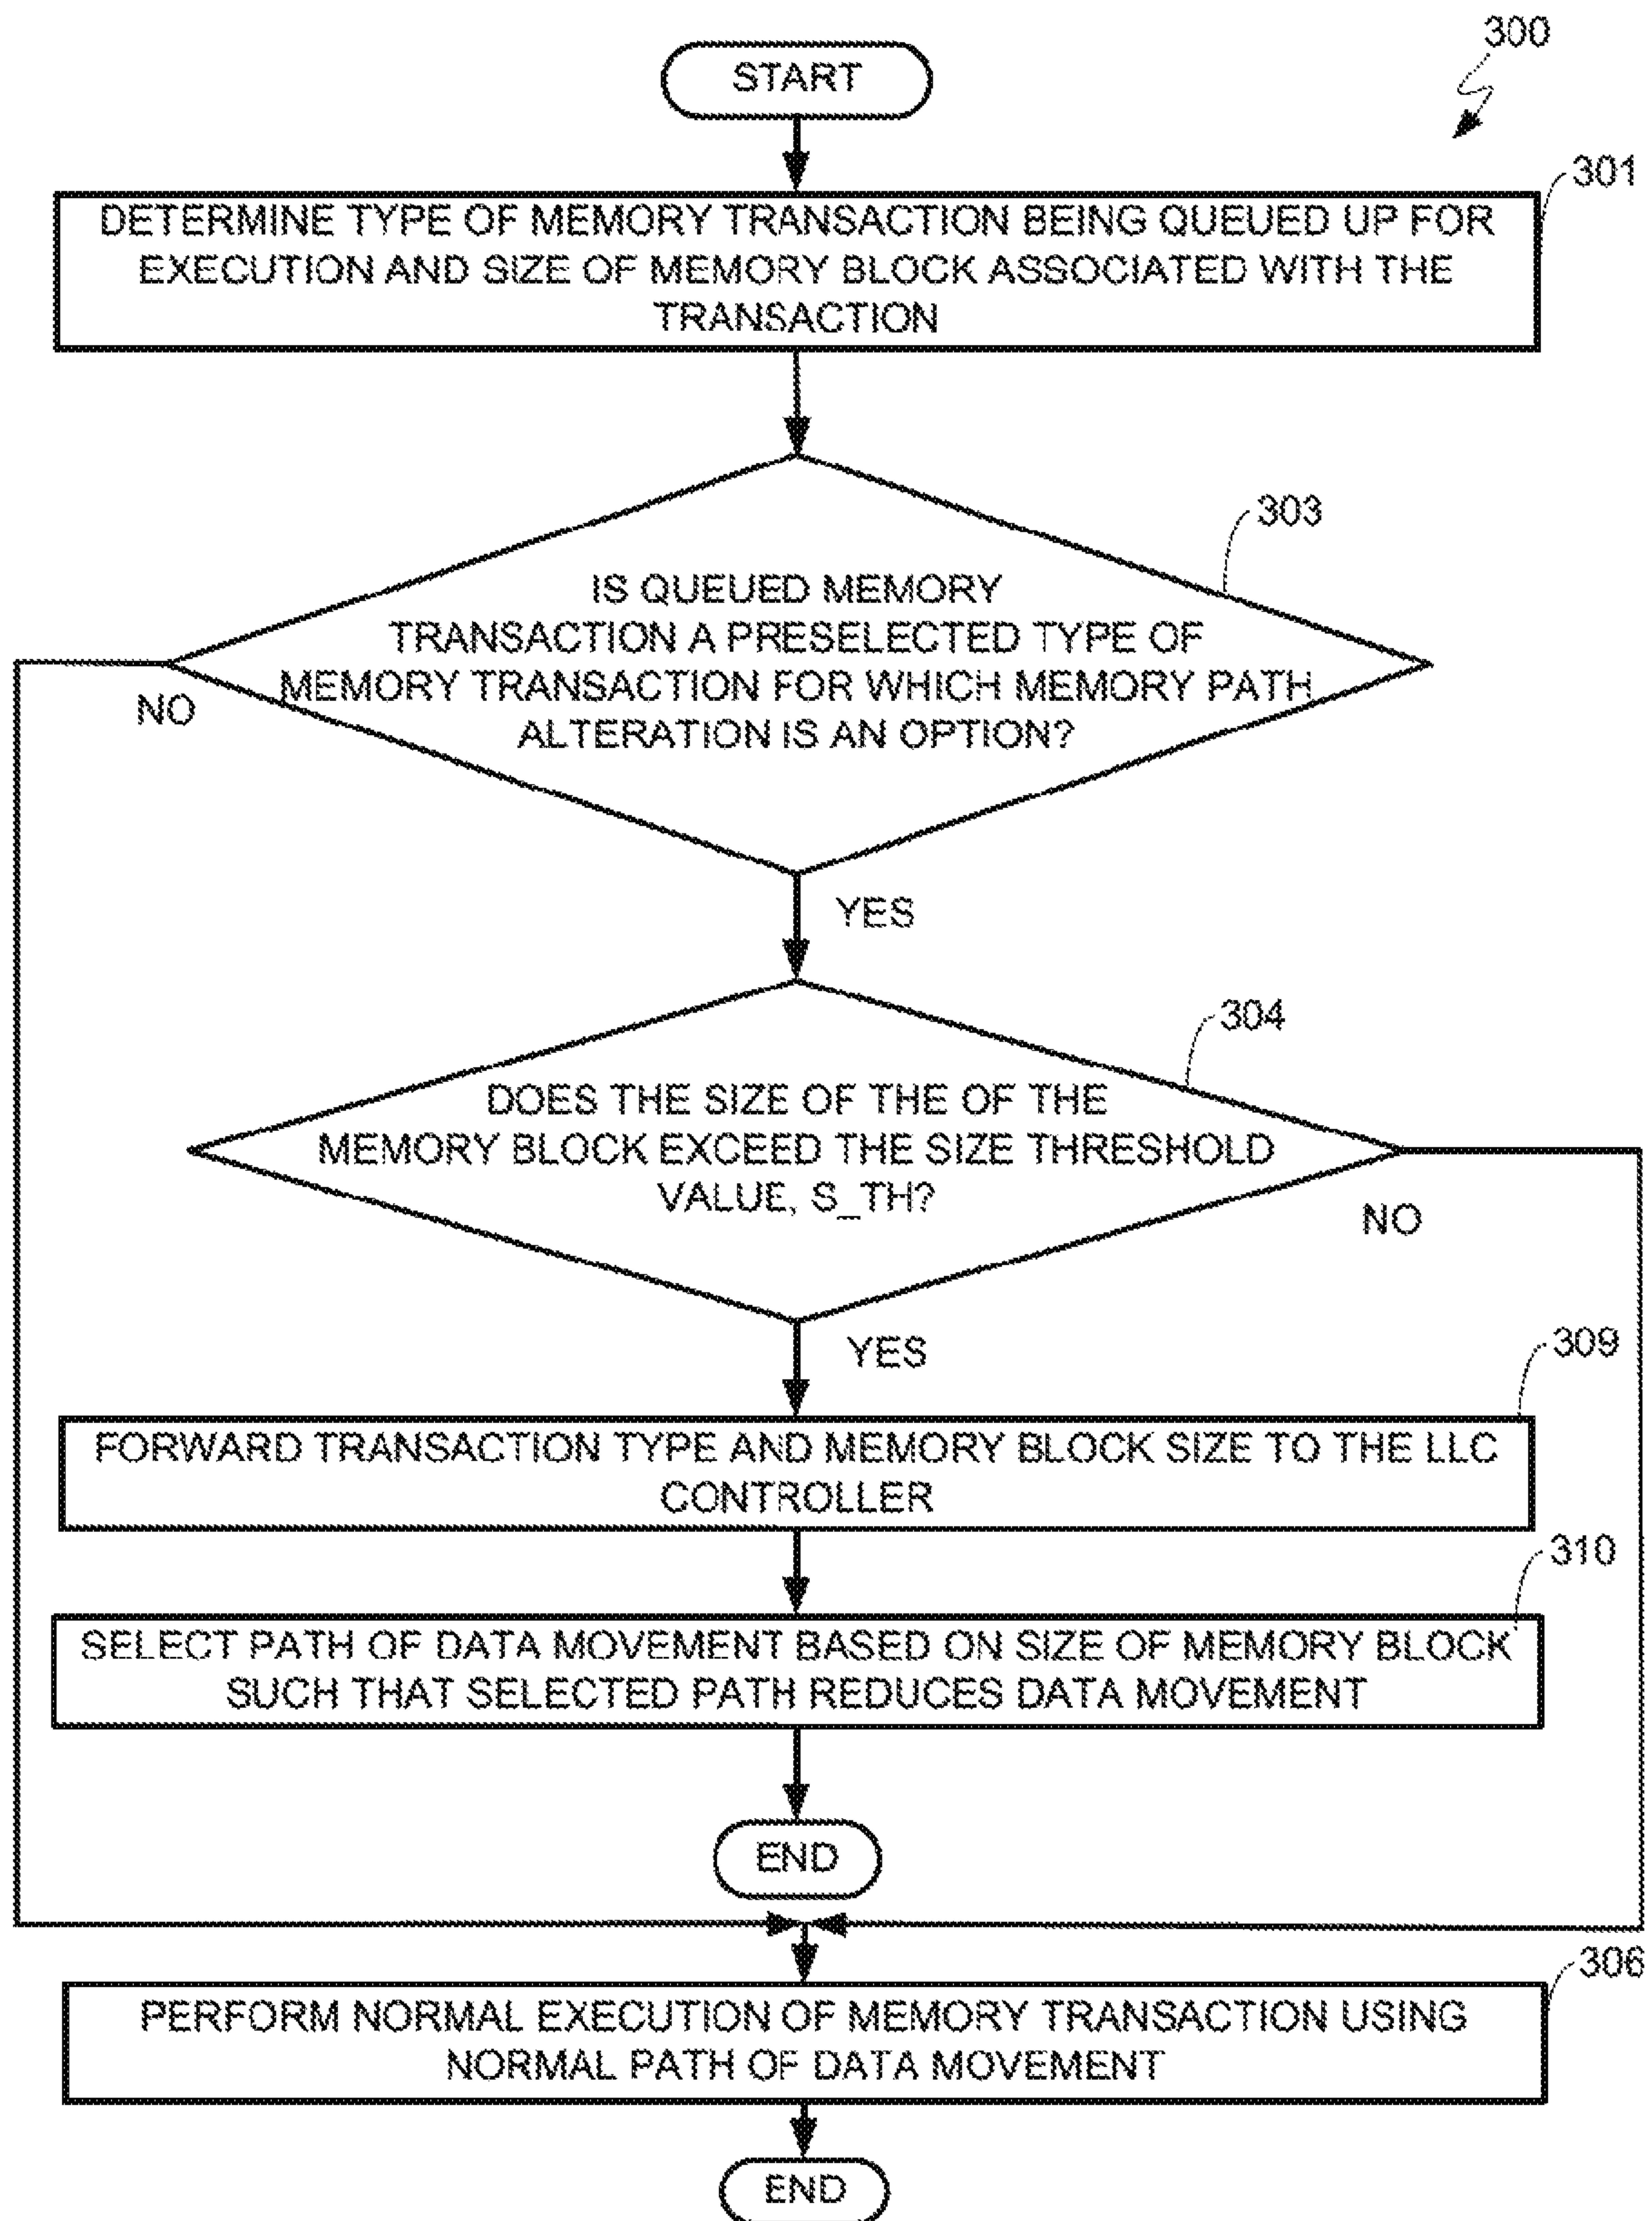 300
START
301
DETERMINE TYPE OF MEMORY TRANSACTION BEING QUEUED UP FOR
EXECUTION AND SIZE OF MEMORY BLOCK ASSOCIATED WITH THE
TRANSACTION
303
IS QUEUED MEMORY
TRANSACTION A PRESELECTED TYPE OF
MEMORY TRANSACTION FOR WHICH MEMORY PATH
ALTERATION IS AN OPTION?
NO
YES
304
DOES THE SIZE OF THE OF THE
MEMORY BLOCK EXCEED THE SIZE THRESHOLD
VALUE, S_TH?
NO
YES
309
FORWARD TRANSACTION TYPE AND MEMORY BLOCK SIZE TO THE LLC
CONTROLLER
310
SELECT PATH OF DATA MOVEMENT BASED ON SIZE OF MEMORY BLOCK
SUCH THAT SELECTED PATH REDUCES DATA MOVEMENT
END
306
PERFORM NORMAL EXECUTION OF MEMORY TRANSACTION USING
NORMAL PATH OF DATA MOVEMENT
END